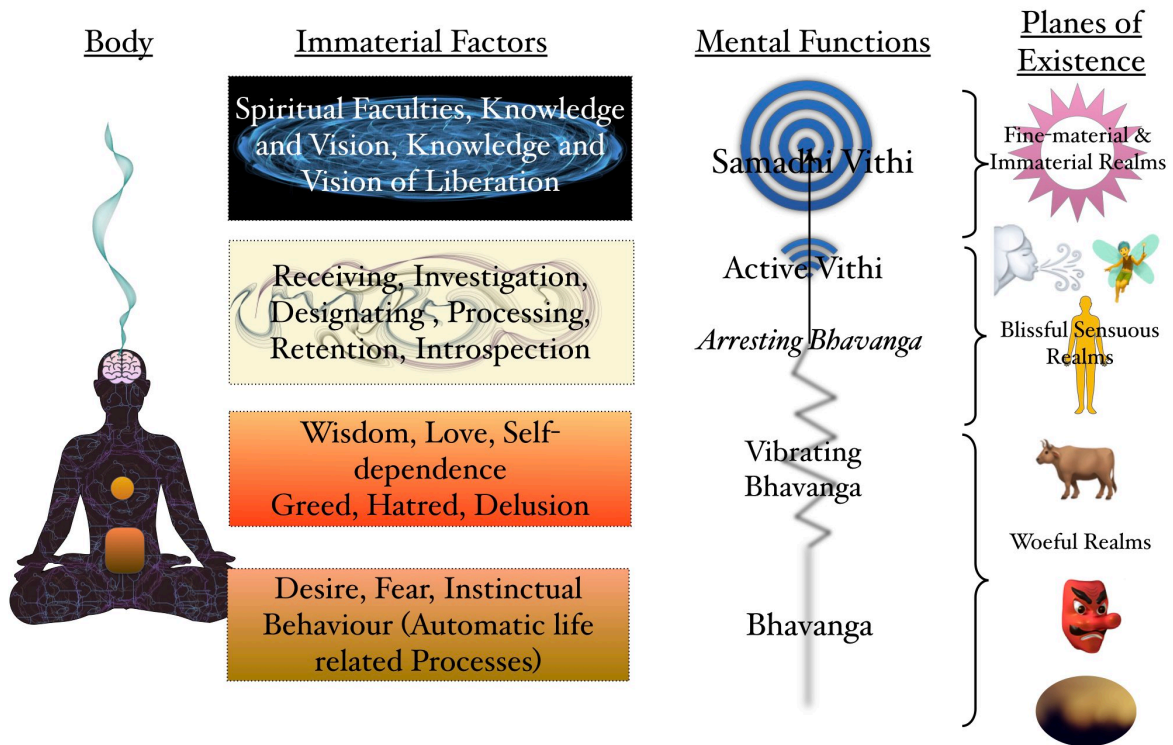 Body
Immaterial Factors
Mental Functions
Planes of
Existence
Spiritual Faculties, Knowledge
and Vision, Knowledge and
Vision of Liberation
Samadhi Vithi
Fine-material &
Immaterial Realms
Receiving, Investigation,
Designating , Processing,
Retention, Introspection
Active Vithi
Arresting Bhavanga
Blissful Sensuous
Realms
Wisdom, Love, Self-
dependence
Greed, Hatred, Delusion
Vibrating
Bhavanga
Woeful Realms
Desire, Fear, Instinctual
Behaviour (Automatic life
related Processes)
Bhavanga